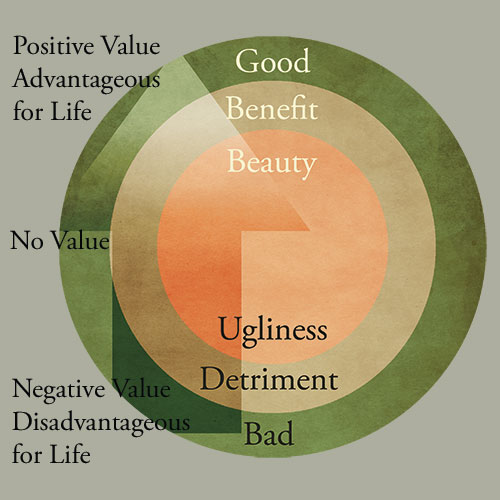 Positive Value
Advantageous
for Life
Good
Benefit
Beauty
No Value
Ugliness
Detriment
Bad
Negative Value
Disadvantageous
for Life